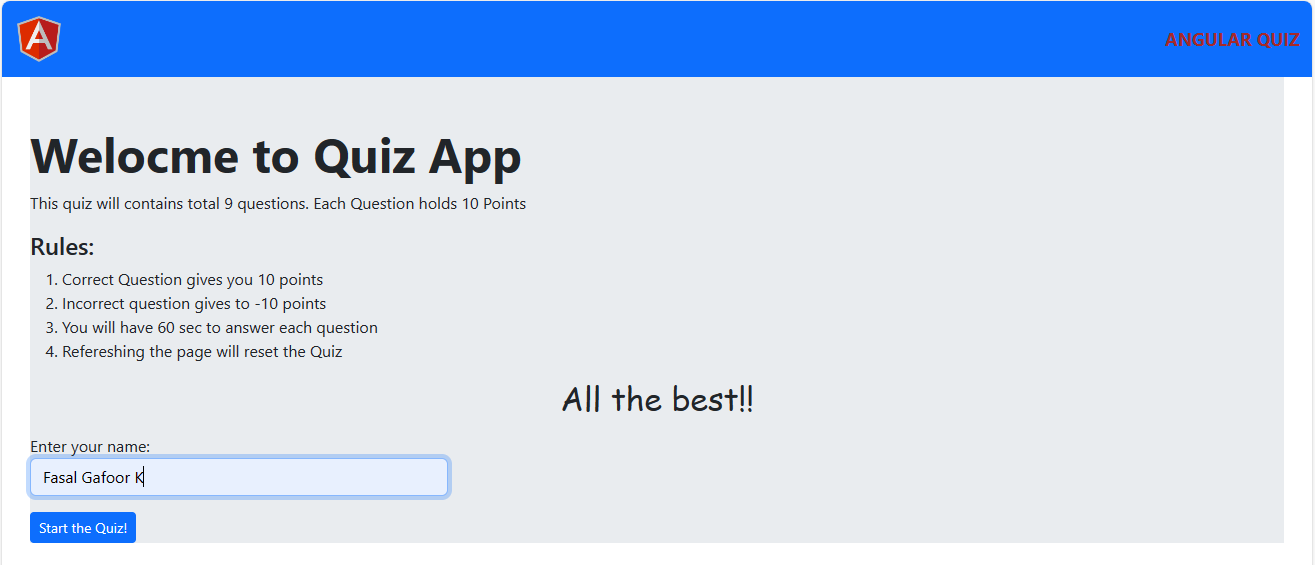 A
ANGULAR QUIZ
Welocme to Quiz App
This quiz will contains total 9 questions. Each Question holds 10 Points
Rules:
1. Correct Question gives you 10 points
2. Incorrect question gives to -10 points
3. You will have 60 sec to answer each question
4. Refereshing the page will reset the Quiz
All the best!!
Enter your name:
Fasal Gafoor K
Start the Quiz!